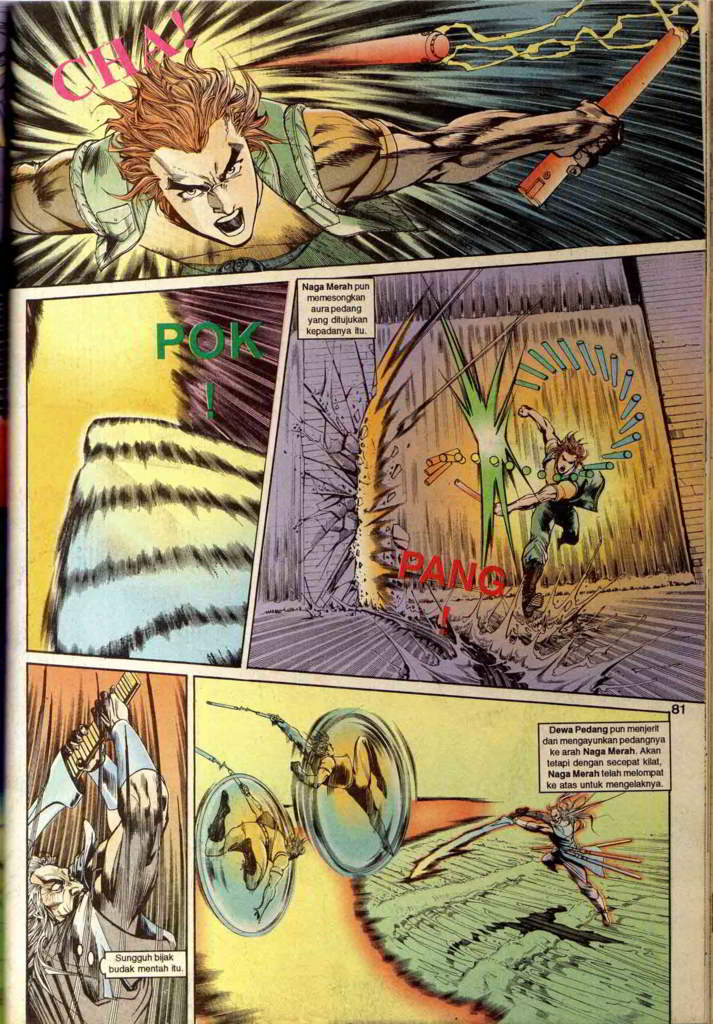 CHA!
POK
!
Naga Merah pun
memesongkan
aura pedang
yang ditujukan
kepadanya itu.
PANG
!
81
Sungguh bijak
budak mentah itu.
Dewa Pedang pun menjerit
dan mengayunkan pedangnya
ke arah Naga Merah. Akan
tetapi dengan secepat kilat,
Naga Merah telah melompat
ke atas untuk mengelaknya.